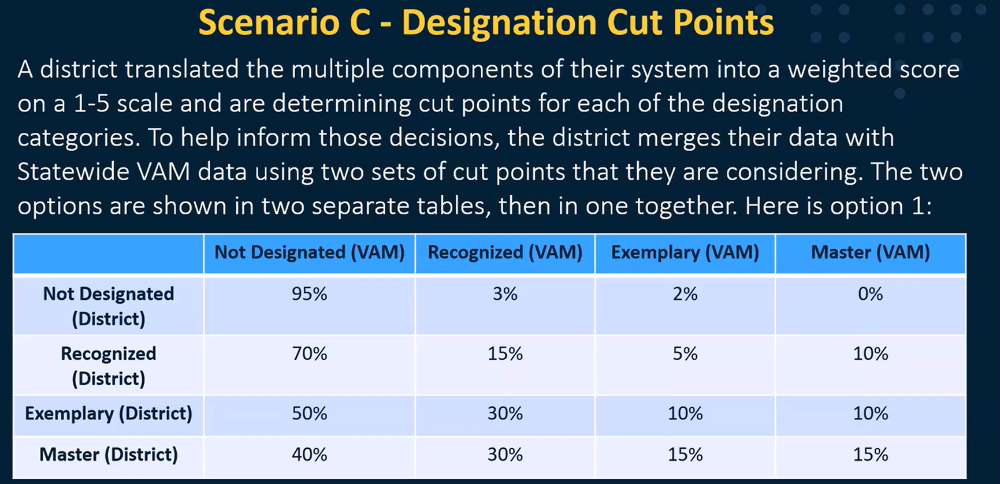 Scenario C - Designation Cut Points
A district translated the multiple components of their system into a weighted score
on a 1-5 scale and are determining cut points for each of the designation
categories. To help inform those decisions, the district merges their data with
Statewide VAM data using two sets of cut points that they are considering. The two
options are shown in two separate tables, then in one together. Here is option 1:
Not Designated (VAM) Recognized (VAM) Exemplary (VAM) Master (VAM)
Not Designated
(District) 95% 3% 2% 0%
Recognized
(District) 70% 15% 5% 10%
Exemplary (District) 50% 30% 10% 10%
Master (District) 40% 30% 15% 15%